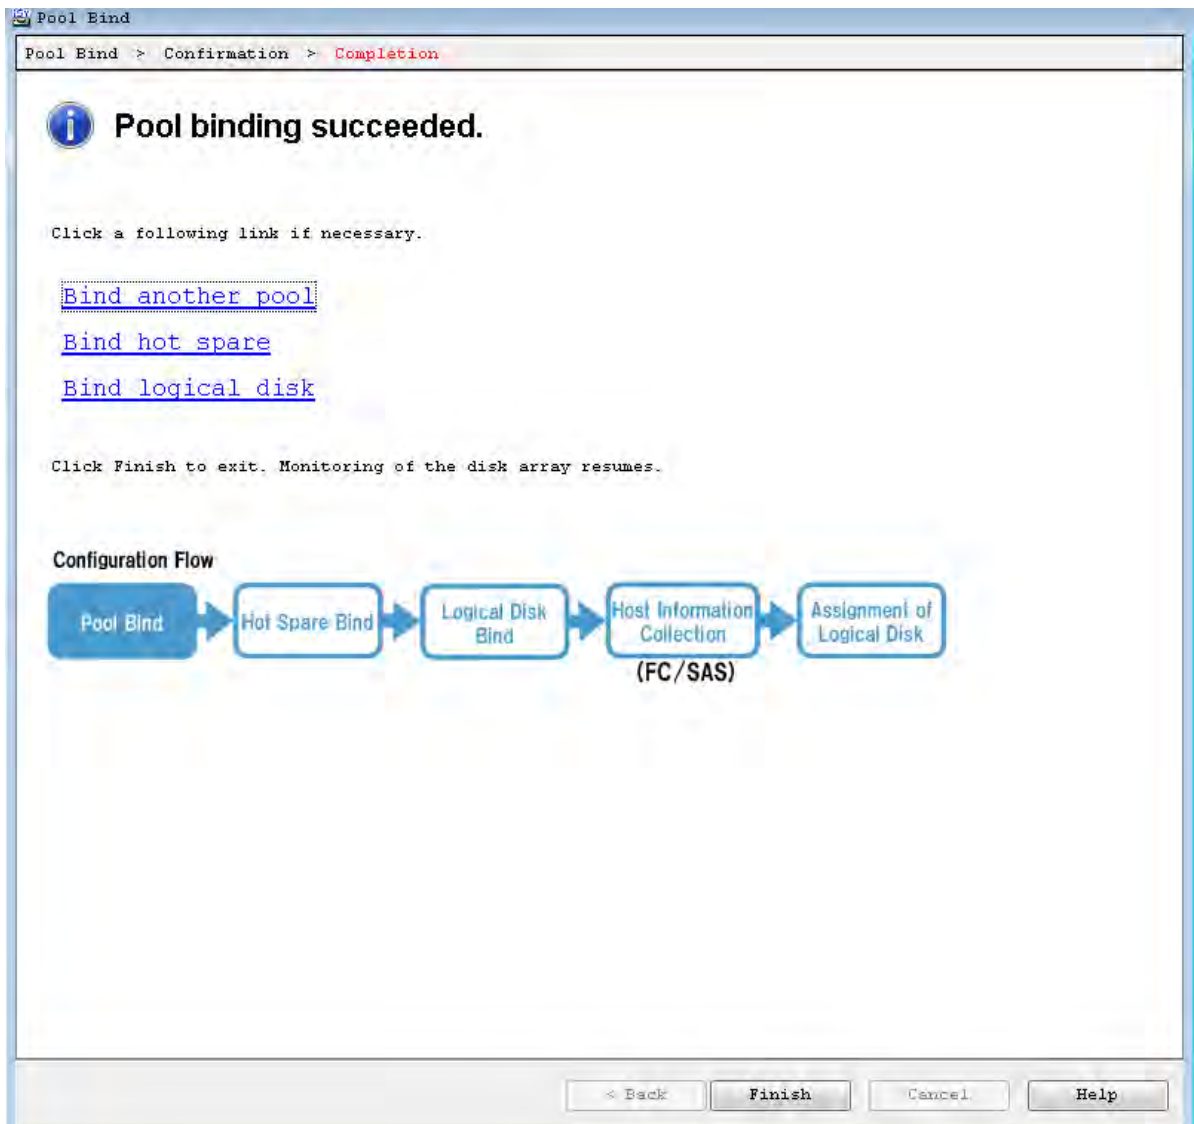 Pool Bind
Pool Bind > Confirmation > Completion
Pool binding succeeded.
Click a following link if necessary.
Bind another pool
Bind hot spare
Bind logical disk
Click Finish to exit. Monitoring of the disk array resumes.
Configuration Flow
Pool Bind
Hot Spare Bind
Logical Disk
Bind
Host Information
Collection
(FC/SAS)
Assignment of
Logical Disk
< Back
Finish
Cancel
Help